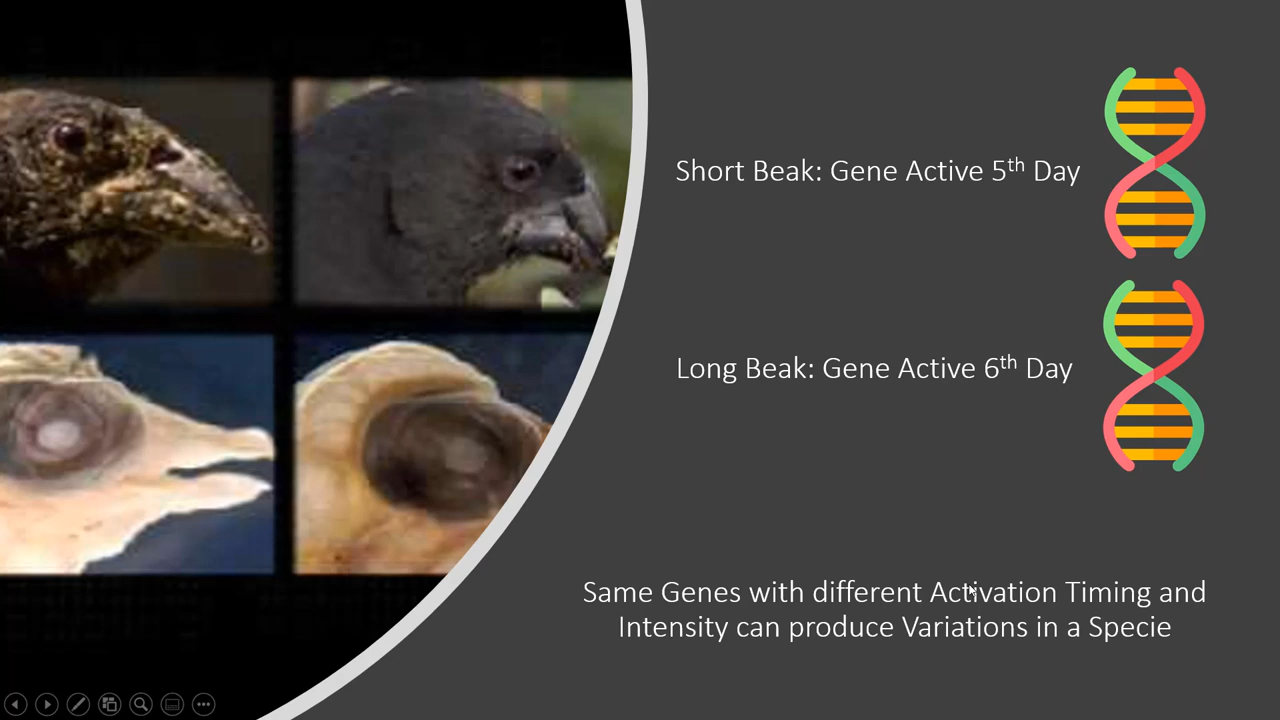 Short Beak: Gene Active 5th Day
Long Beak: Gene Active 6th Day
Same Genes with different Activation Timing and
Intensity can produce Variations in a Specie